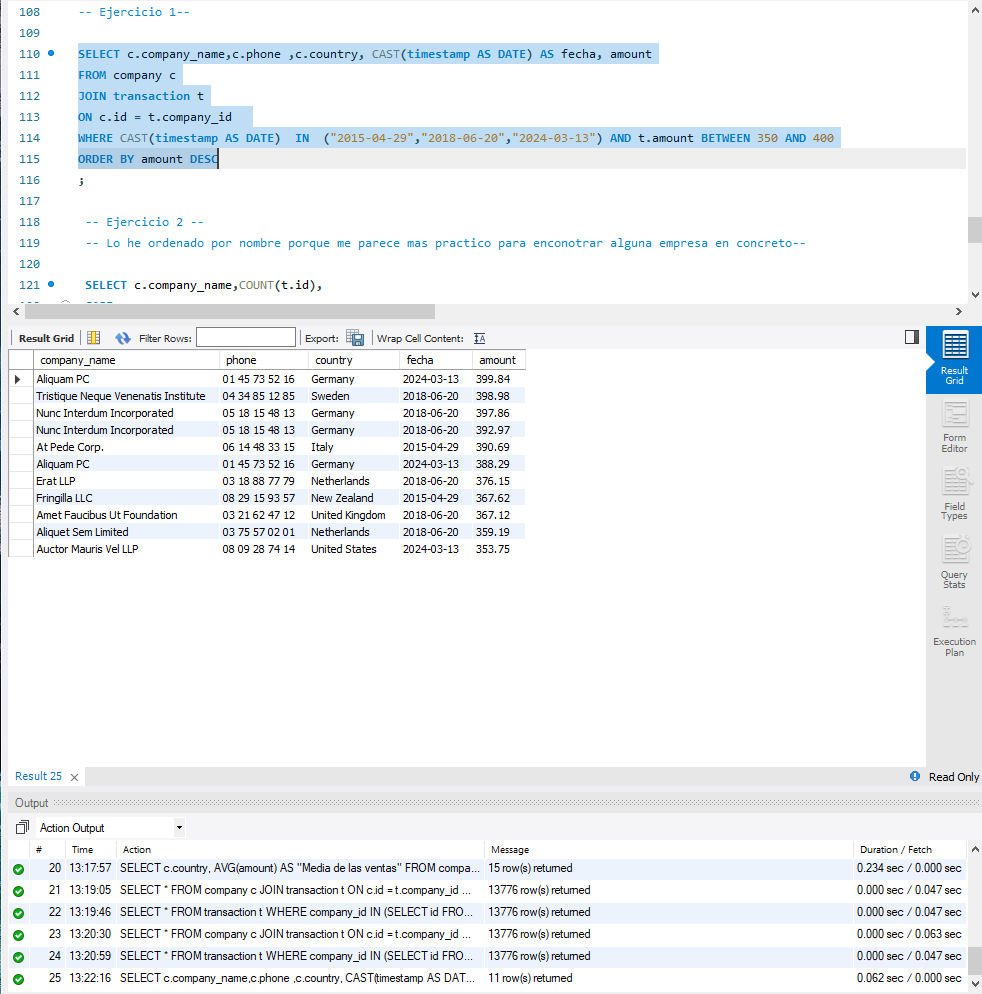 108 -- Ejercicio 1--
109
110 SELECT c.company_name,c.phone ,c.country, CAST(timestamp AS DATE) AS fecha, amount
111 FROM company c
112 JOIN transaction t
113 ON c.id = t.company_id
114 WHERE CAST(timestamp AS DATE)  IN  ("2015-04-29","2018-06-20","2024-03-13") AND t.amount BETWEEN 350 AND 400
115 ORDER BY amount DESC
116 ;
117
118 -- Ejercicio 2 --
119 -- Lo he ordenado por nombre porque me parece mas practico para enconotrar alguna empresa en concreto--
120
121 SELECT c.company_name,COUNT(t.id),
Result Grid Filter Rows: Export: Wrap Cell Content:
company_name phone country fecha amount
Aliquam PC 01 45 73 52 16 Germany 2024-03-13 399.84
Tristique Neque Venenatis Institute 04 34 85 12 85 Sweden 2018-06-20 398.98
Nunc Interdum Incorporated 05 18 15 48 13 Germany 2018-06-20 397.86
Nunc Interdum Incorporated 05 18 15 48 13 Germany 2018-06-20 392.97
At Pede Corp. 06 14 48 33 15 Italy 2015-04-29 390.69
Aliquam PC 01 45 73 52 16 Germany 2024-03-13 388.29
Erat LLP 03 18 88 77 79 Netherlands 2018-06-20 376.15
Fringilla LLC 08 29 15 93 57 New Zealand 2015-04-29 367.62
Amet Faucibus Ut Foundation 03 21 62 47 12 United Kingdom 2018-06-20 367.12
Aliquet Sem Limited 03 75 57 02 01 Netherlands 2018-06-20 359.19
Auctor Mauris Vel LLP 08 09 28 74 14 United States 2024-03-13 353.75
Result
Grid
Form
Editor
Field
Types
Query
Stats
Execution
Plan
Result 25
Read Only
Output
Action Output
# Time Action Message Duration / Fetch
20 13:17:57 SELECT c.country, AVG(amount) AS "Media de las ventas" FROM compa... 15 row(s) returned 0.234 sec / 0.000 sec
21 13:19:05 SELECT * FROM company c JOIN transaction t ON c.id = t.company_id ... 13776 row(s) returned 0.000 sec / 0.047 sec
22 13:19:46 SELECT * FROM transaction t WHERE company_id IN (SELECT id FRO... 13776 row(s) returned 0.000 sec / 0.047 sec
23 13:20:30 SELECT * FROM company c JOIN transaction t ON c.id = t.company_id ... 13776 row(s) returned 0.000 sec / 0.063 sec
24 13:20:59 SELECT * FROM transaction t WHERE company_id IN (SELECT id FRO... 13776 row(s) returned 0.000 sec / 0.047 sec
25 13:22:16 SELECT c.company_name,c.phone ,c.country, CAST(timestamp AS DAT... 11 row(s) returned 0.062 sec / 0.000 sec